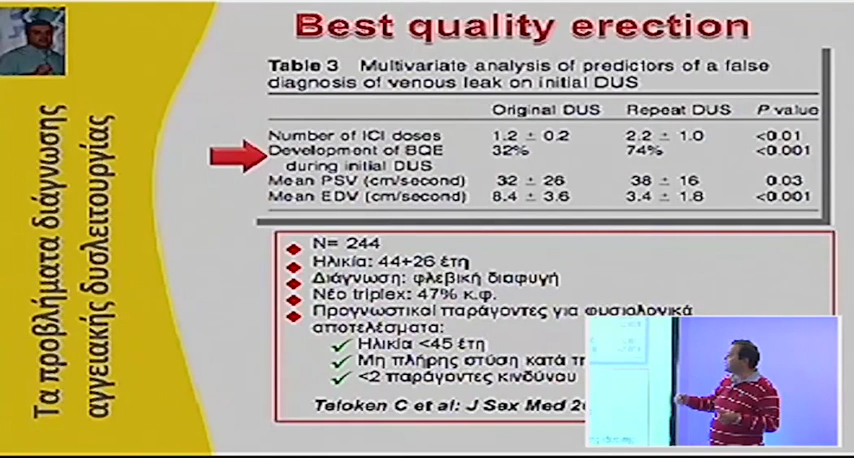 Best quality erection
Table 3 Multivariate analysis of predictors of a false
diagnosis of venous leak on initial DUS
Original DUS Repeat DUS P value
Number of ICI doses 1.2 ± 0.2 2.2 ± 1.0 <0.01
Development of BQE 32% 74% <0.001
during initial DUS
Mean PSV (cm/second) 32 ± 26 38 ± 16 0.03
Mean EDV (cm/second) 8.4 ± 3.6 3.4 ± 1.8 <0.001
Τα προβλήματα διάγνωσης
αγγειακής δυσλειτουργίας
N= 244
Ηλικία: 44+26 έτη
Διάγνωση: φλεβική διαφυγή
Νέο triplex: 47% κ.φ.
Προγνωστικοί παράγοντες για φυσιολογικά
αποτελέσματα:
Ηλικία <45 έτη
Μη πλήρης στύση κατά
<2 παράγοντες κινδύνου
Teloken C et al: J Sex Med